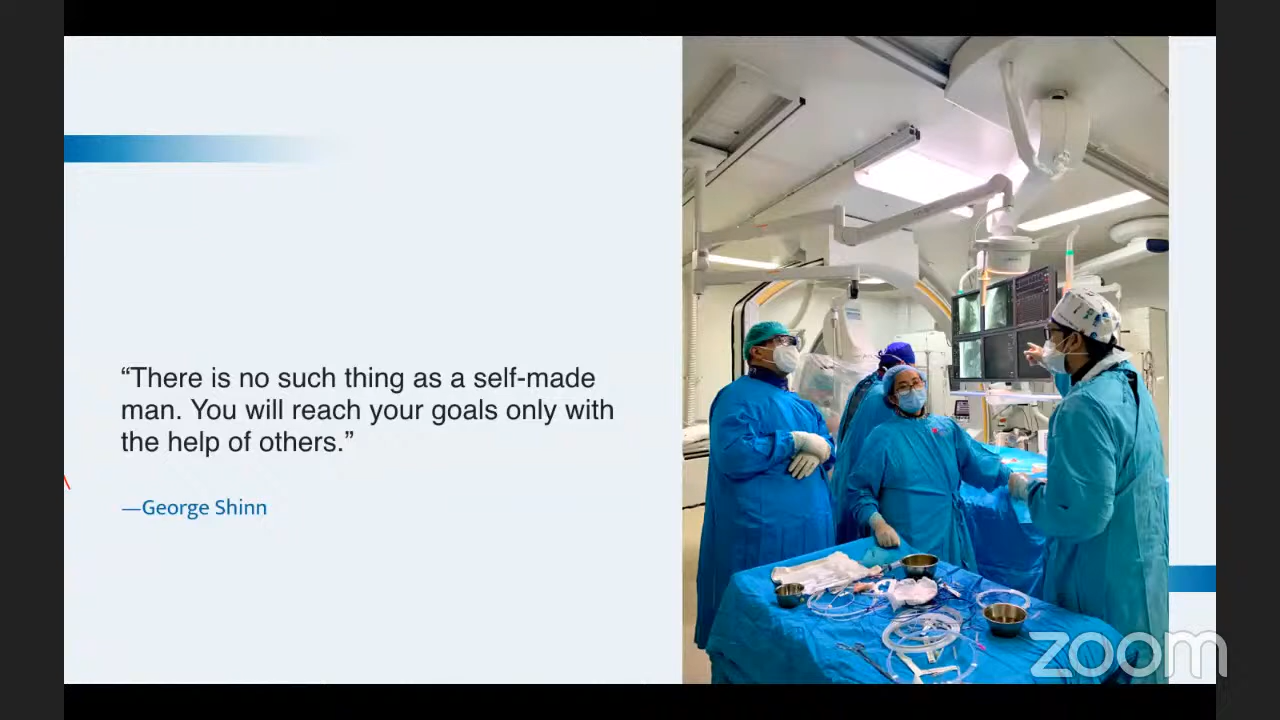 “There is no such thing as a self-made
man. You will reach your goals only with
the help of others.”
—George Shinn
zoom